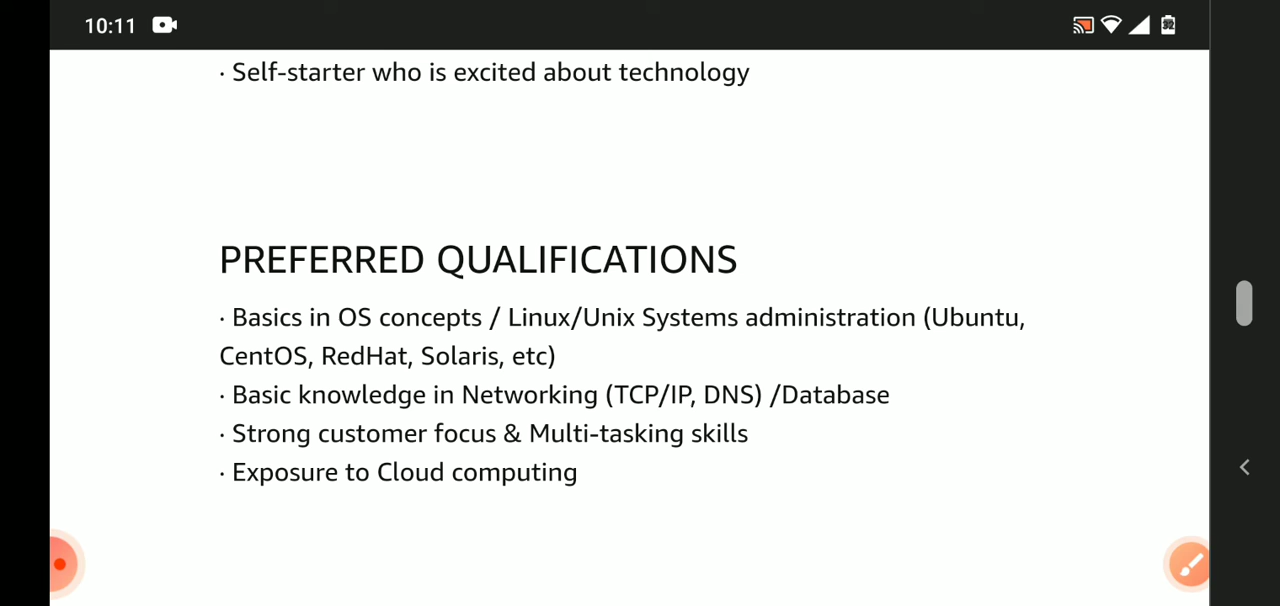 10:11
32
· Self-starter who is excited about technology
PREFERRED QUALIFICATIONS
· Basics in OS concepts / Linux/Unix Systems administration (Ubuntu,
CentOS, RedHat, Solaris, etc)
· Basic knowledge in Networking (TCP/IP, DNS) /Database
· Strong customer focus & Multi-tasking skills
· Exposure to Cloud computing